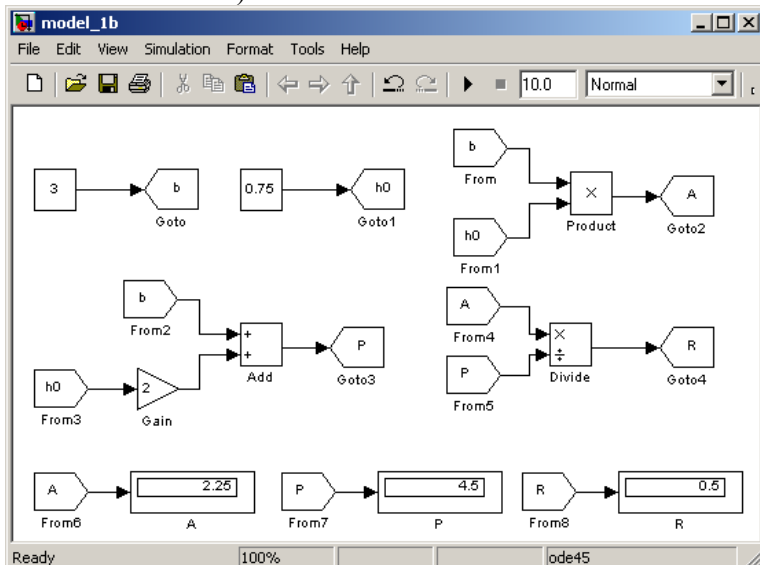 model_1b
File Edit View Simulation Format Tools Help
10.0 Normal
3 b 0.75 h0
Goto Goto1
b
From
h0
From1
×
Product
A
Goto2
b
From2
h0
From3
2
Gain
+
+
Add
P
Goto3
A
From4
P
From5
×
÷
Divide
R
Goto4
A 2.25 P 4.5 R 0.5
From6 A From7 P From8 R
Ready 100% ode45